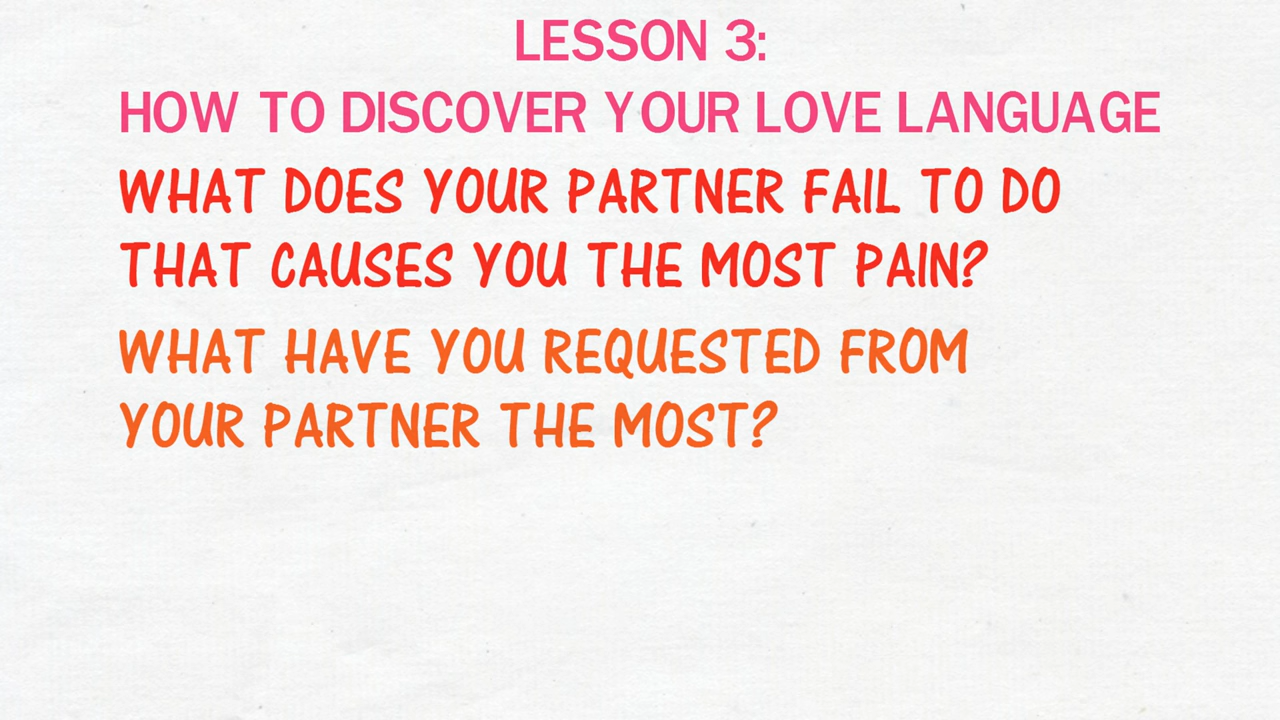 LESSON 3:
HOW TO DISCOVER YOUR LOVE LANGUAGE
WHAT DOES YOUR PARTNER FAIL TO DO
THAT CAUSES YOU THE MOST PAIN?
WHAT HAVE YOU REQUESTED FROM
YOUR PARTNER THE MOST?